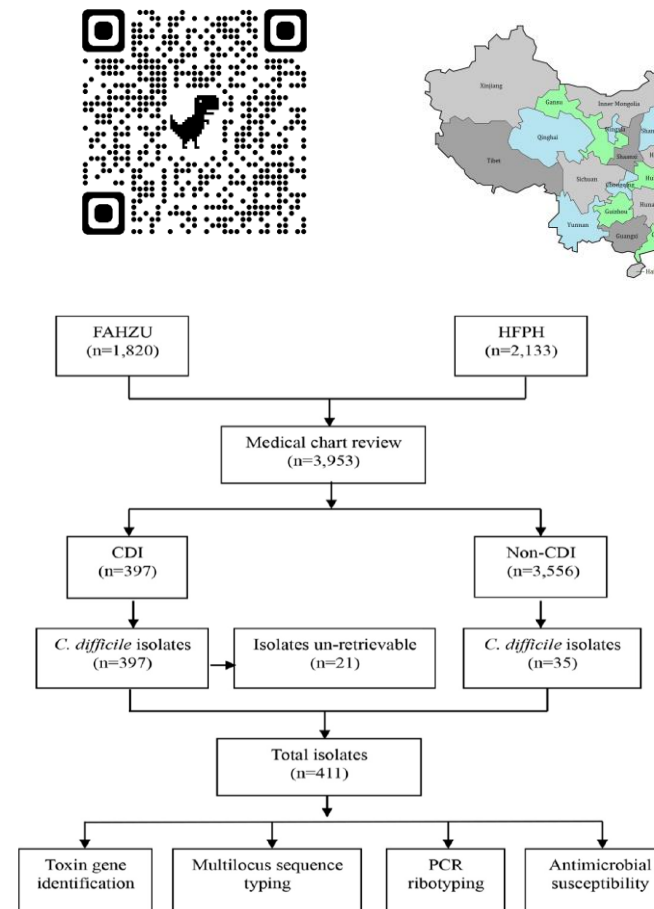 Xinjiang
Gansu
Inner Mongolia
Qinghai
Tibet
Sichuan
Guizhou
Yunnan
Guangxi
FAHZU
(n=1,820)
HFPH
(n=2,133)
Medical chart review
(n=3,953)
CDI
(n=397)
Non-CDI
(n=3,556)
C. difficile isolates
(n=397)
Isolates un-retrievable
(n=21)
C. difficile isolates
(n=35)
Total isolates
(n=411)
Toxin gene
identification
Multilocus sequence
typing
PCR
ribotyping
Antimicrobial
susceptibility